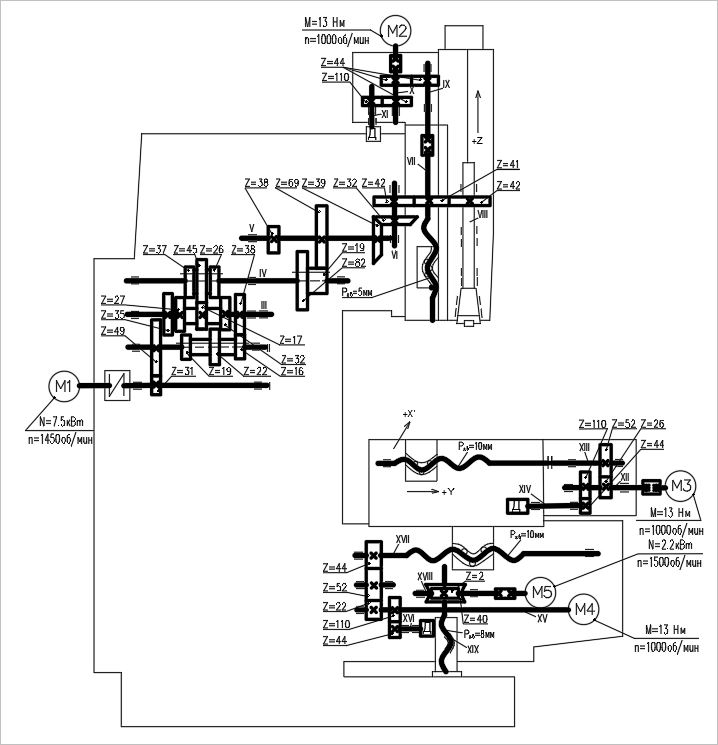 M=13 Нм
n=1000об/мин
M2
Z=44
Z=110
IX
X
XI
Д
+Z
VII
Z=41
Z=38
Z=69
Z=39
Z=32
Z=42
Z=42
V
VIII
VI
Z=19
Z=82
Z=37
Z=45
Z=26
Z=38
IV
Pхв=5мм
Z=27
III
Z=35
Z=49
Z=17
Z=32
Z=31
Z=19
Z=22
Z=16
M1
N=7.5кВт
n=1450об/мин
+X'
Z=110
Z=52
Z=26
Pхв=10мм
XIII
Z=44
XII
+Y
XIV
M3
Д
M=13 Нм
n=1000об/мин
Pхв=10мм
XVII
N=2.2кВт
n=1500об/мин
Z=44
XVIII
Z=2
Z=52
M5
Z=22
Z=40
M4
Z=110
XVI
Д
XV
Z=44
Pхв=8мм
M=13 Нм
n=1000об/мин
XIX